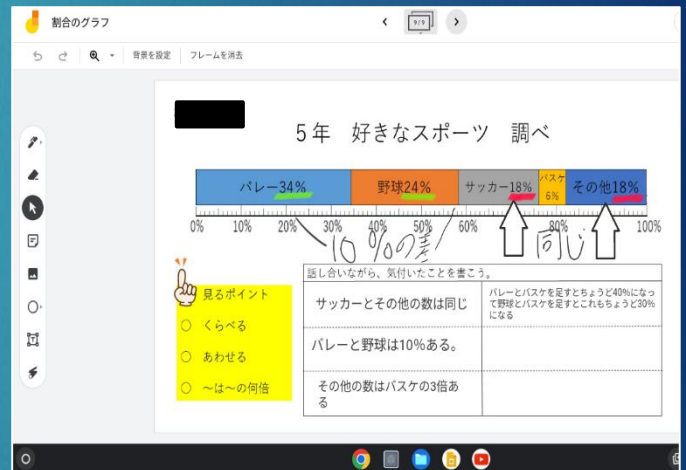 割合のグラフ
9/9
背景を設定
フレームを消去
5年 好きなスポーツ 調べ
バレー34%
野球24%
サッカー18%
バスケ
6%
その他18%
0% 10% 20% 30% 40% 50% 60% 70% 80% 90% 100%
10%の差
同じ
話し合いながら、気付いたことを書こう。
見るポイント
○ くらべる
○ あわせる
○ ~は~の何倍
サッカーとその他の数は同じ
バレーとバスケを足すとちょうど40%になっ
て野球とバスケを足すとこれもちょうど30%
になる
バレーと野球は10%ある。
その他の数はバスケの3倍あ
る